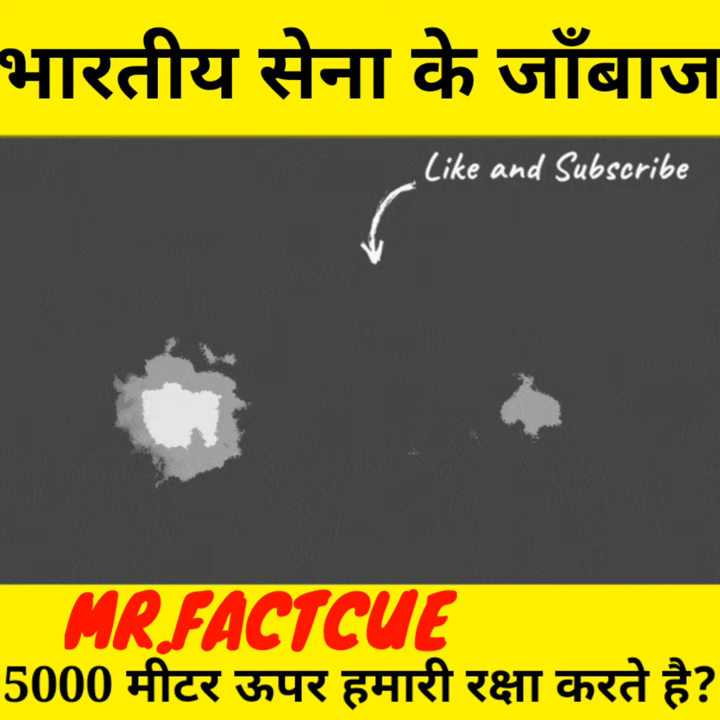 भारतीय सेना के जाँबाज
Like and Subscribe
MR.FACTCUE
5000 मीटर ऊपर हमारी रक्षा करते है?